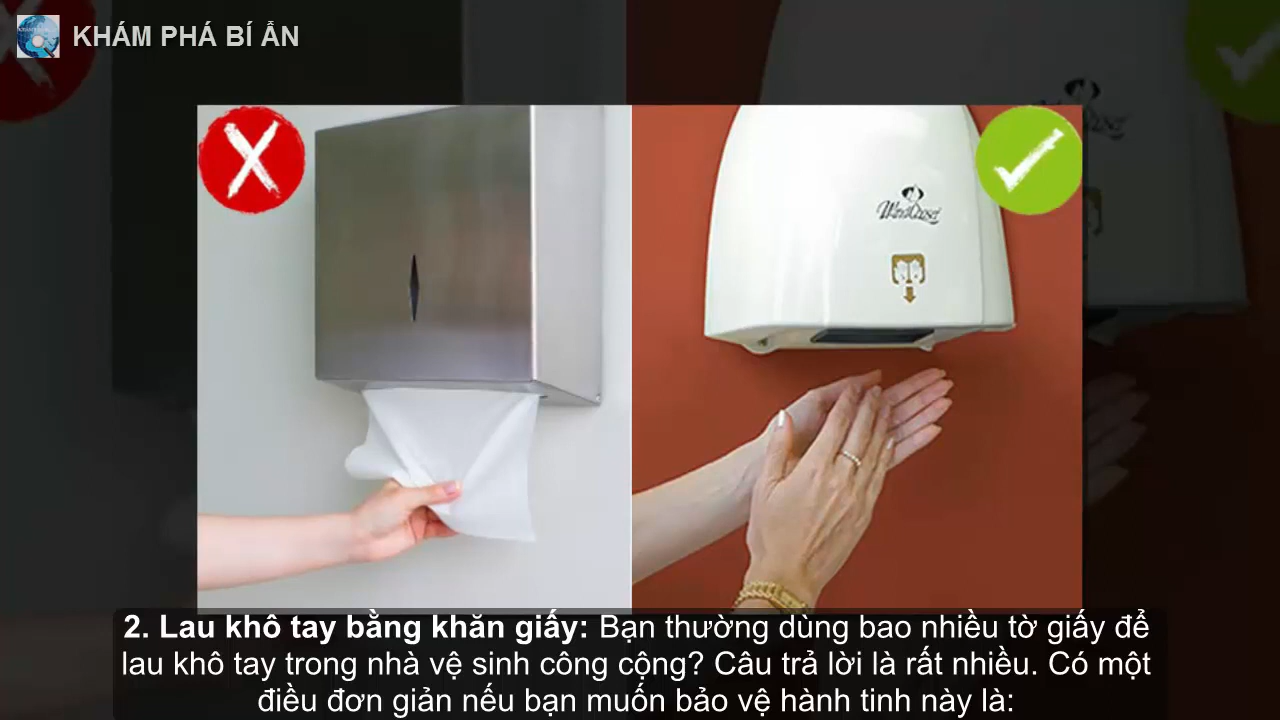 KHÁM PHÁ BÍ ẨN
2. Lau khô tay bằng khăn giấy: Bạn thường dùng bao nhiêu tờ giấy để
lau khô tay trong nhà vệ sinh công cộng? Câu trả lời là rất nhiều. Có một
điều đơn giản nếu bạn muốn bảo vệ hành tinh này là: